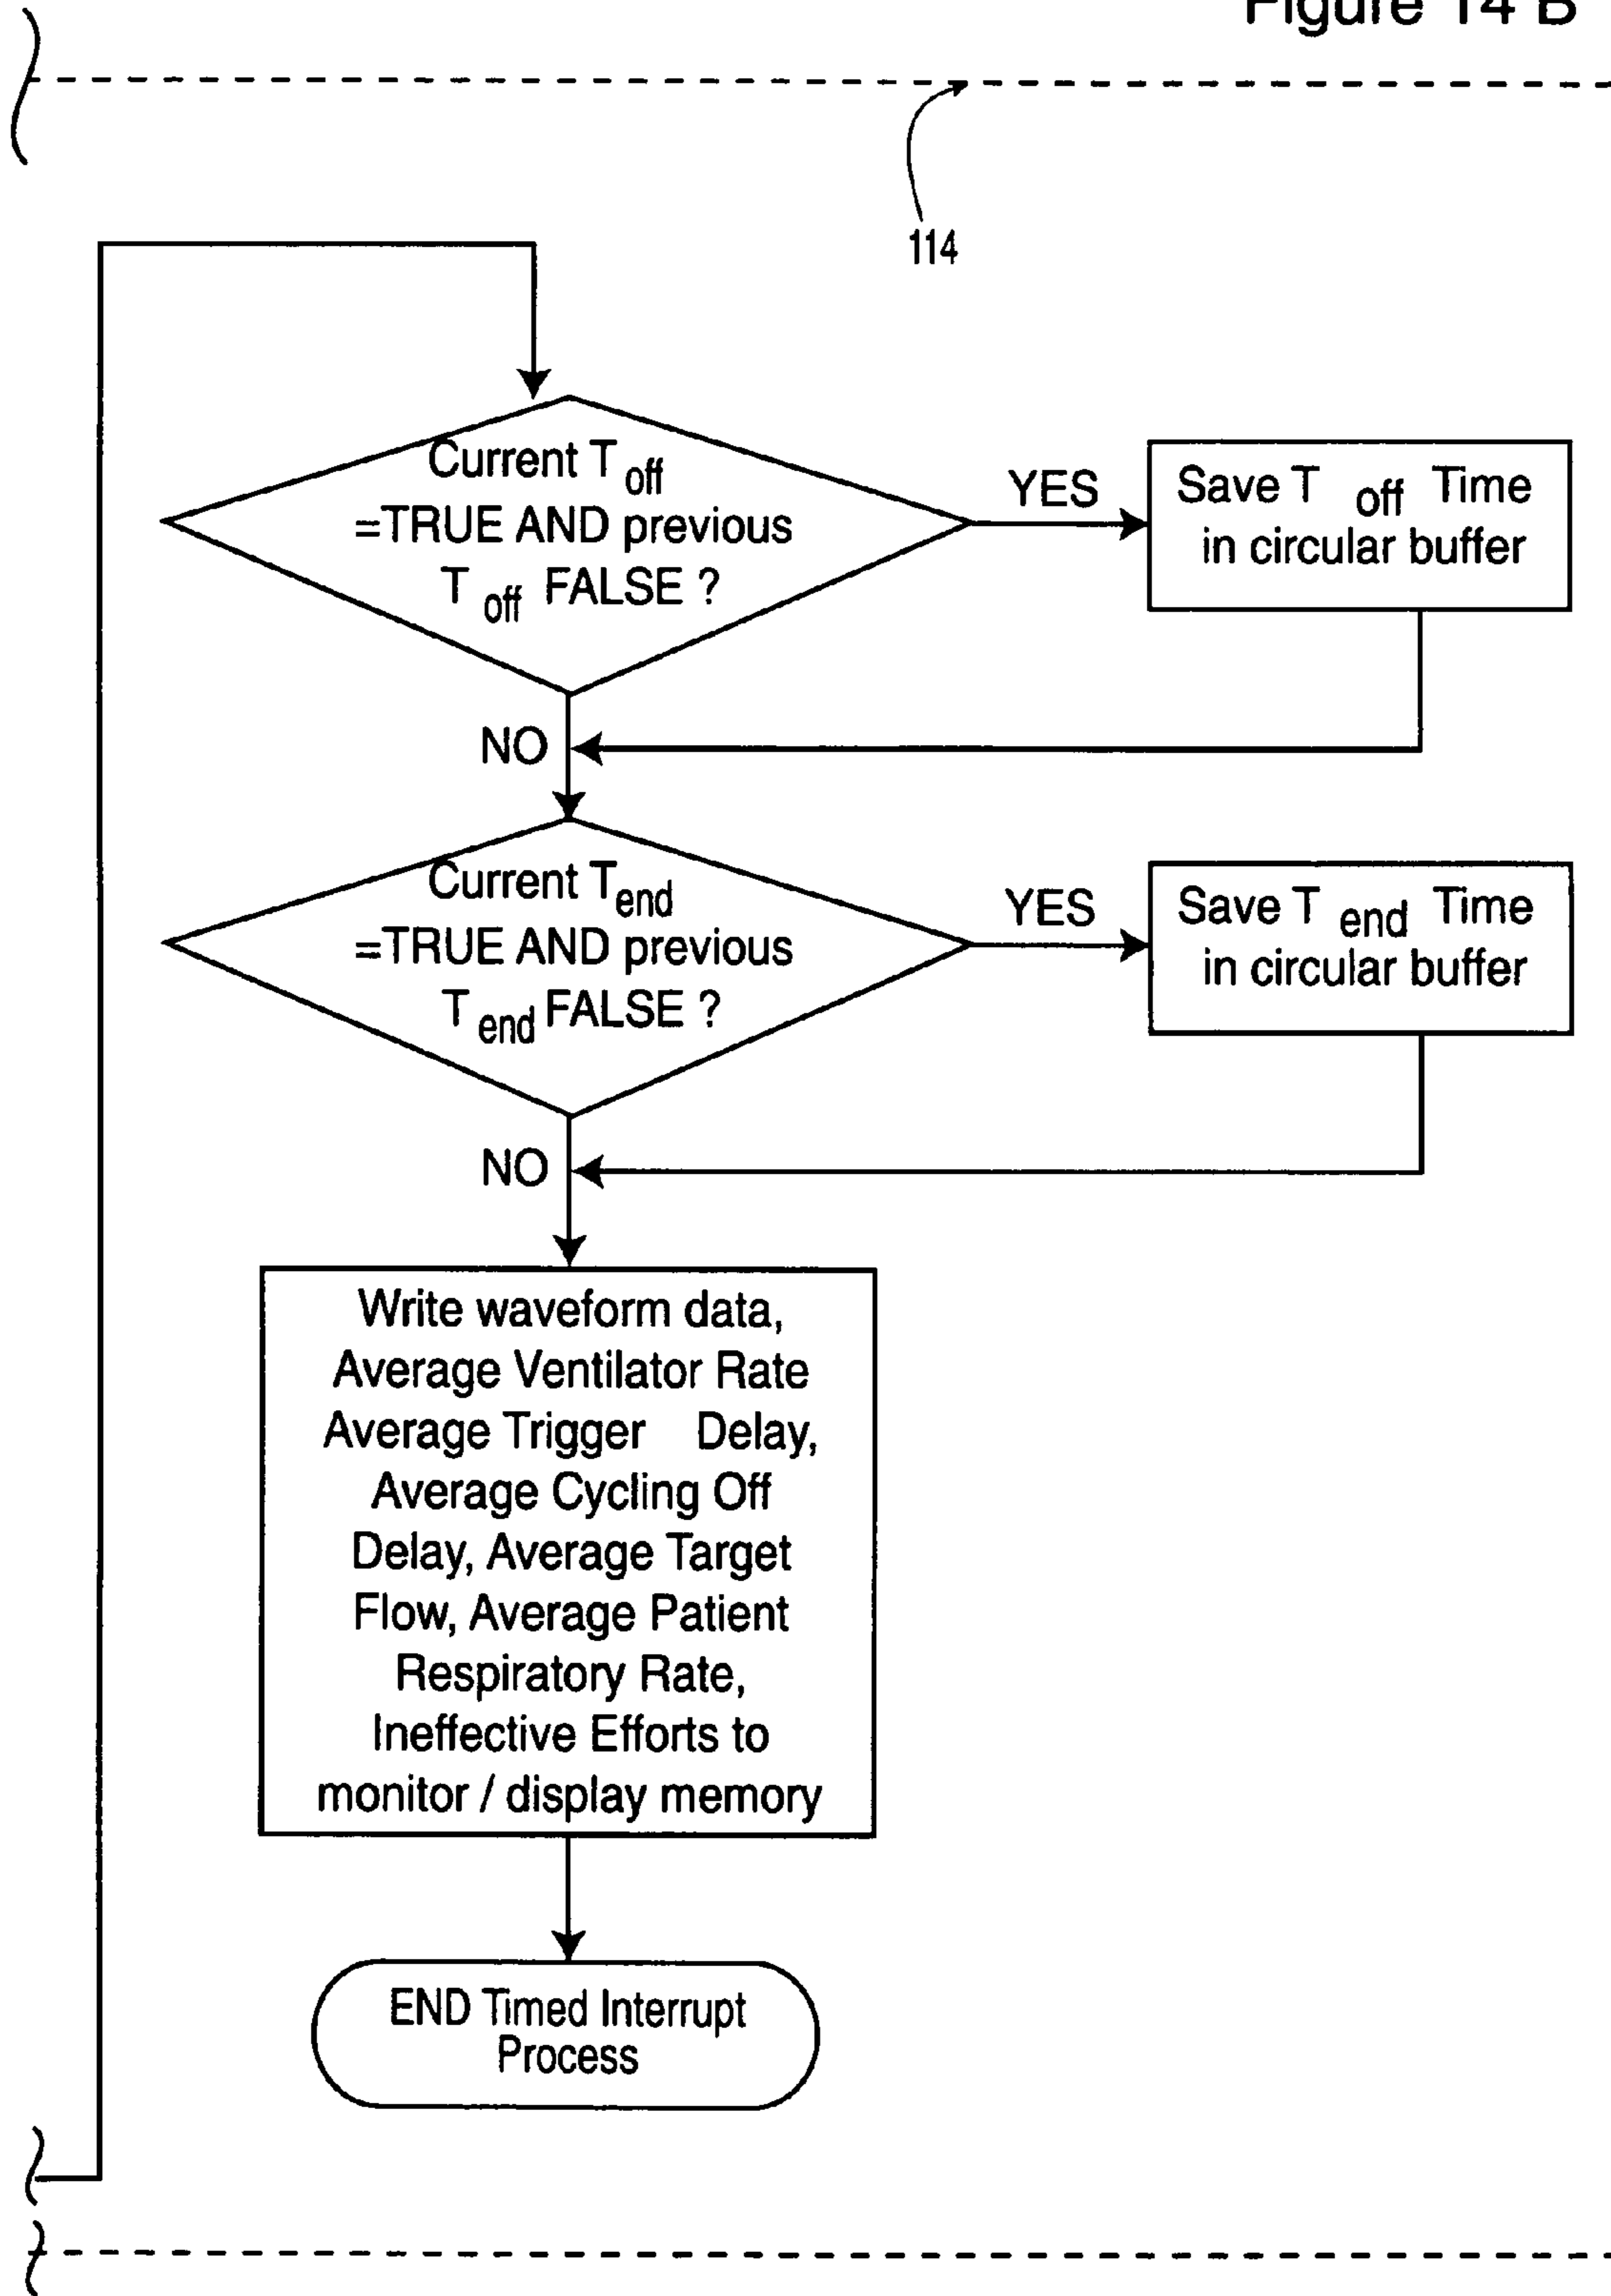 Figure 14 B
114
Current T off
=TRUE AND previous
T off FALSE ?
YES
Save T off Time
in circular buffer
NO
Current Tend
=TRUE AND previous
T end FALSE ?
YES
Save T end Time
in circular buffer
NO
Write waveform data,
Average Ventilator Rate
Average Trigger Delay,
Average Cycling Off
Delay, Average Target
Flow, Average Patient
Respiratory Rate,
Ineffective Efforts to
monitor / display memory
END Timed Interrupt
Process